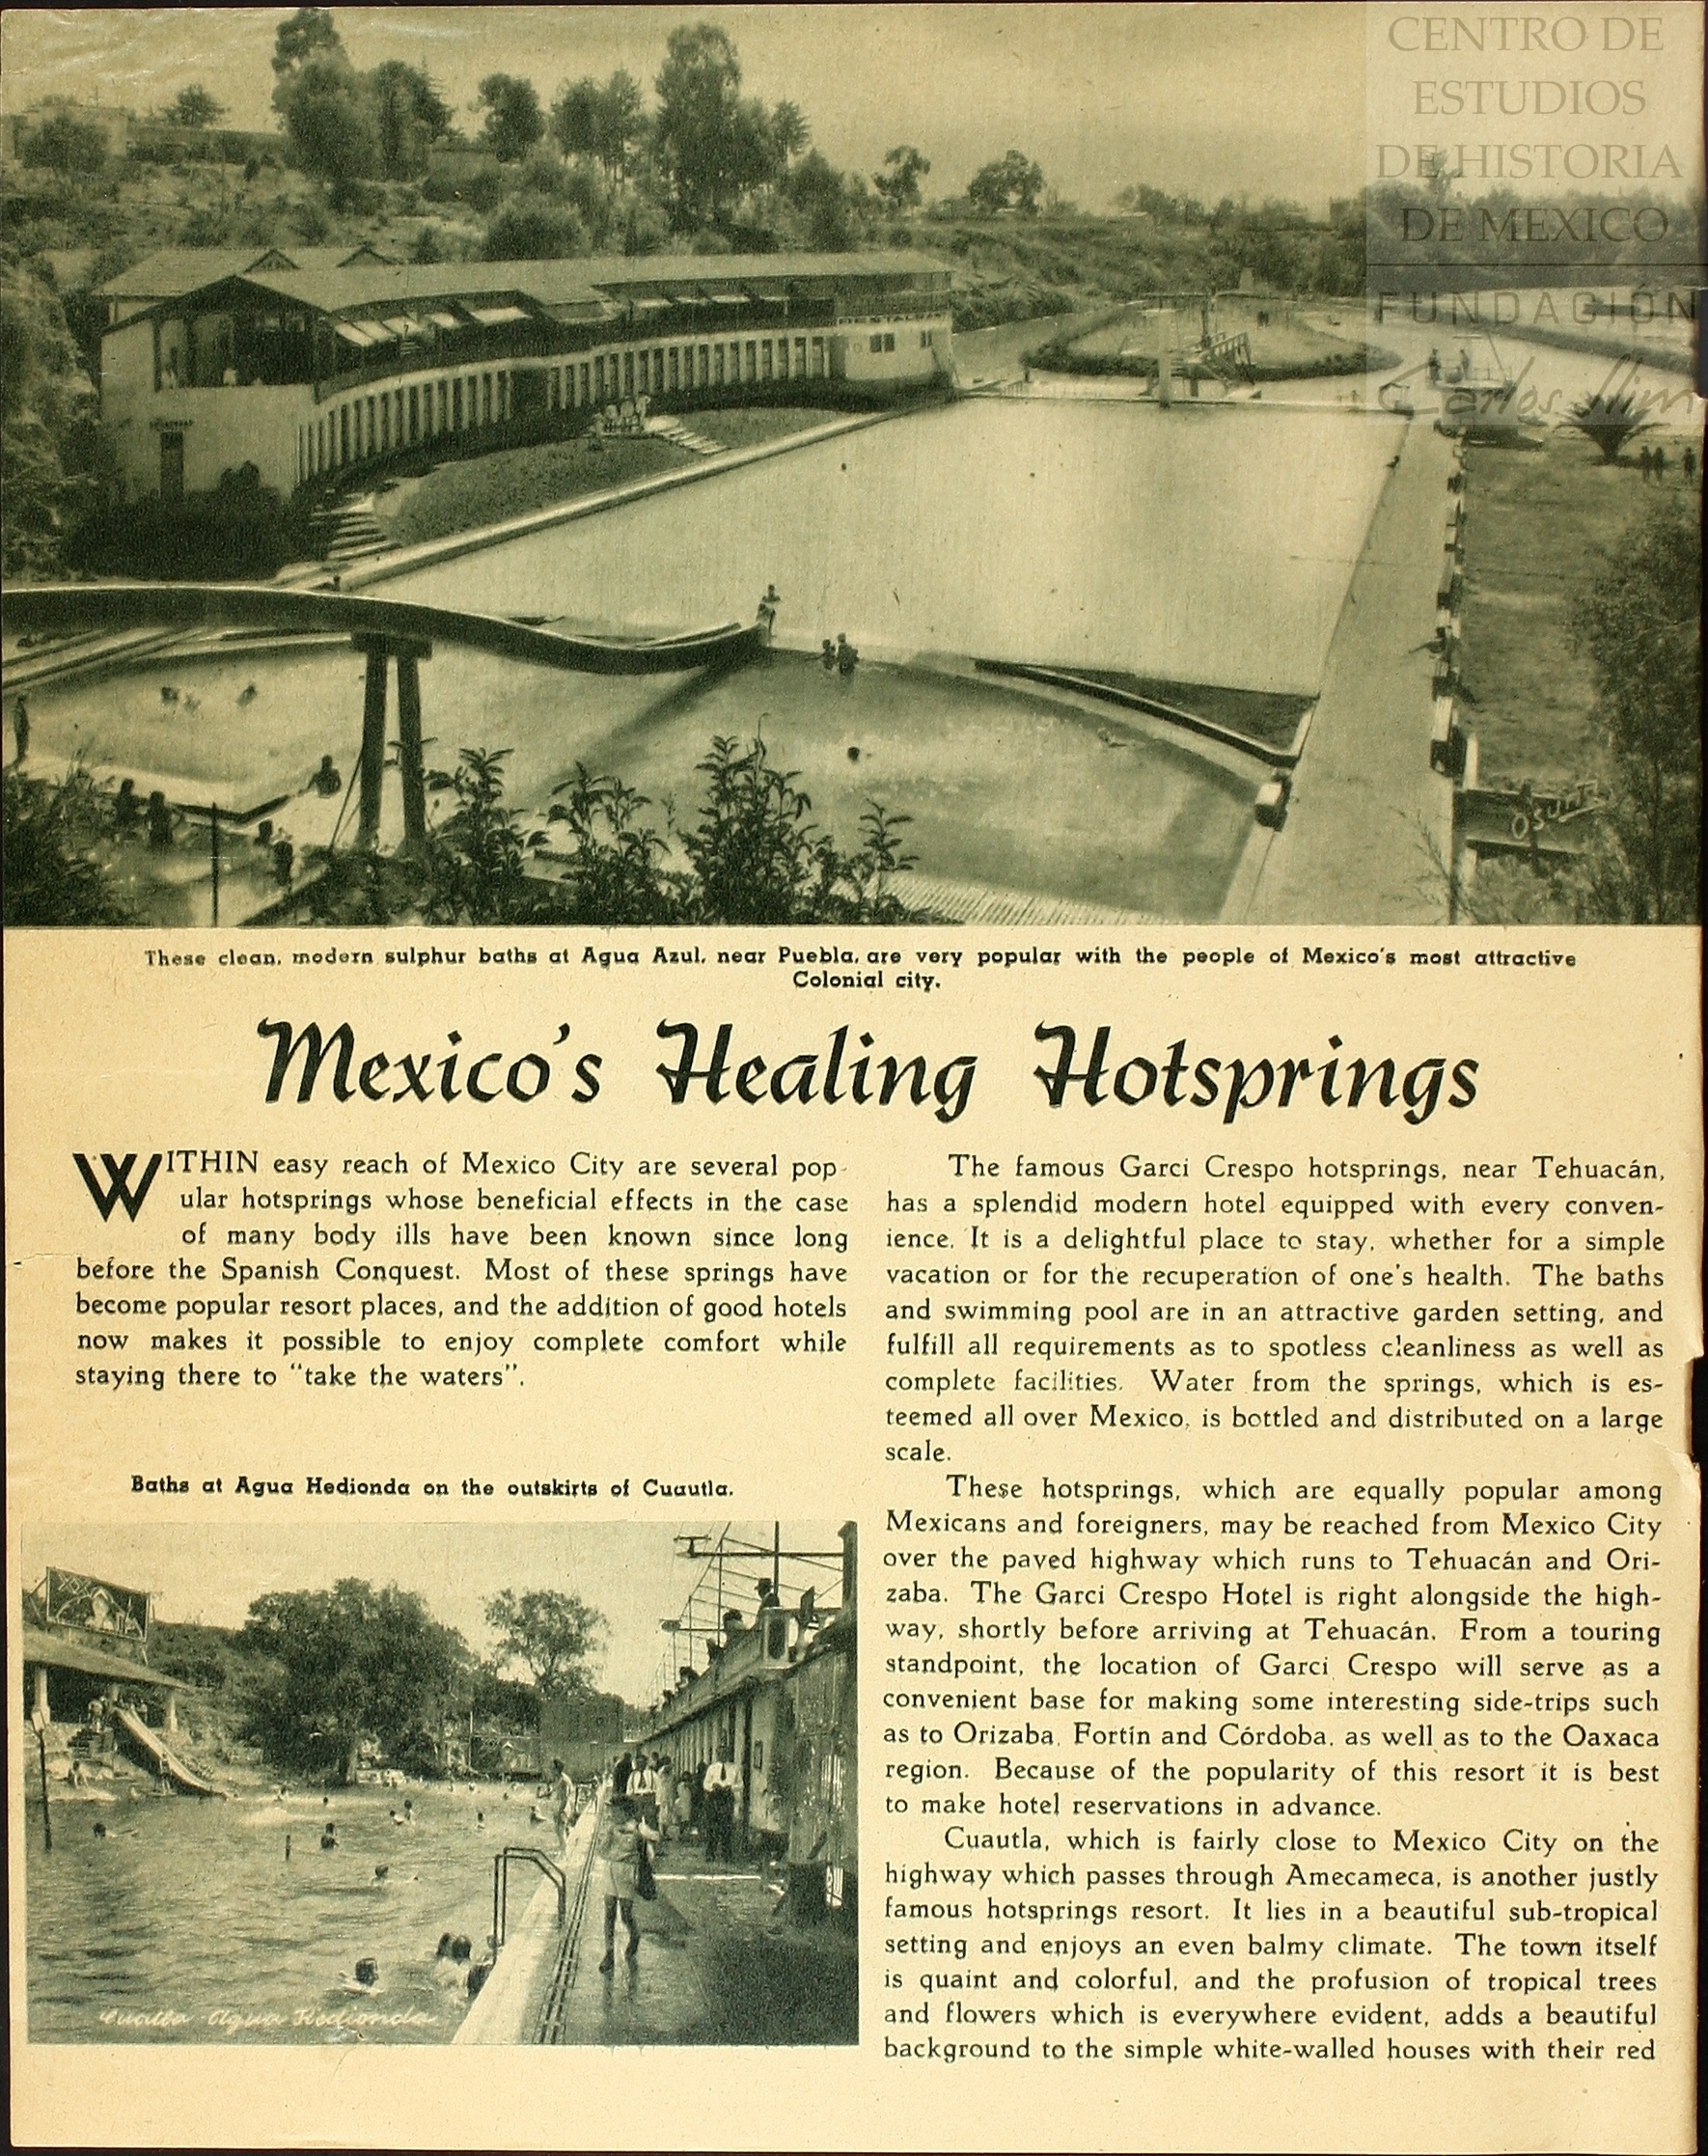 CENTRO DE
ESTUDIOS
DE HISTORIA
DE MEXICO
FUNDACIÓN
Carlos Slim
OSUNA
These clean, modern sulphur baths at Agua Azul, near Puebla, are very popular with the people of Mexico's most attractive
Colonial city.
Mexico's Healing Hotsprings
WITHIN easy reach of Mexico City are several pop-
ular hotsprings whose beneficial effects in the case
of many body ills have been known since long
before the Spanish Conquest. Most of these springs have
become popular resort places, and the addition of good hotels
now makes it possible to enjoy complete comfort while
staying there to "take the waters".
Baths at Agua Hedionda on the outskirts of Cuautla.
Cuautla Agua Hedionda
The famous Garci Crespo hotsprings, near Tehuacán,
has a splendid modern hotel equipped with every conven-
ience. It is a delightful place to stay, whether for a simple
vacation or for the recuperation of one's health. The baths
and swimming pool are in an attractive garden setting, and
fulfill all requirements as to spotless cleanliness as well as
complete facilities. Water from the springs, which is es-
teemed all over Mexico, is bottled and distributed on a large
scale.
These hotsprings, which are equally popular among
Mexicans and foreigners, may be reached from Mexico City
over the paved highway which runs to Tehuacán and Ori-
zaba. The Garci Crespo Hotel is right alongside the high-
way, shortly before arriving at Tehuacán. From a touring
standpoint, the location of Garci Crespo will serve as a
convenient base for making some interesting side-trips such
as to Orizaba, Fortín and Córdoba, as well as to the Oaxaca
region. Because of the popularity of this resort it is best
to make hotel reservations in advance.
Cuautla, which is fairly close to Mexico City on the
highway which passes through Amecameca, is another justly
famous hotsprings resort. It lies in a beautiful sub-tropical
setting and enjoys an even balmy climate. The town itself
is quaint and colorful, and the profusion of tropical trees
and flowers which is everywhere evident, adds a beautiful
background to the simple white-walled houses with their red